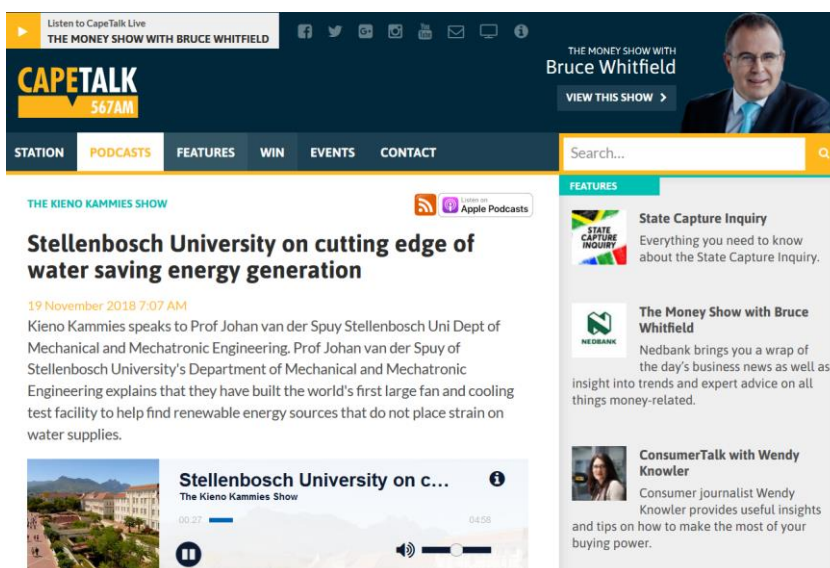 Listen to CapeTalk Live
THE MONEY SHOW WITH BRUCE WHITFIELD
THE MONEY SHOW WITH
Bruce Whitfield
VIEW THIS SHOW >
CAPETALK
567AM
STATION PODCASTS FEATURES WIN EVENTS CONTACT
Search...
THE KIENO KAMMIES SHOW
Listen on
Apple Podcasts
Stellenbosch University on cutting edge of
water saving energy generation
19 November 2018 7:07 AM
Kieno Kammies speaks to Prof Johan van der Spuy Stellenbosch Uni Dept of
Mechanical and Mechatronic Engineering. Prof Johan van der Spuy of
Stellenbosch University's Department of Mechanical and Mechatronic
Engineering explains that they have built the world's first large fan and cooling
test facility to help find renewable energy sources that do not place strain on
water supplies.
Stellenbosch University on c...
The Kieno Kammies Show
00:27
04:56
FEATURES
STATE
CAPTURE
INQUIRY
State Capture Inquiry
Everything you need to know
about the State Capture Inquiry.
NEDBANK
The Money Show with Bruce
Whitfield
Nedbank brings you a wrap of
the day's business news as well as
insight into trends and expert advice on all
things money-related.
ConsumerTalk with Wendy
Knowler
Consumer journalist Wendy
Knowler provides useful insights
and tips on how to make the most of your
buying power.